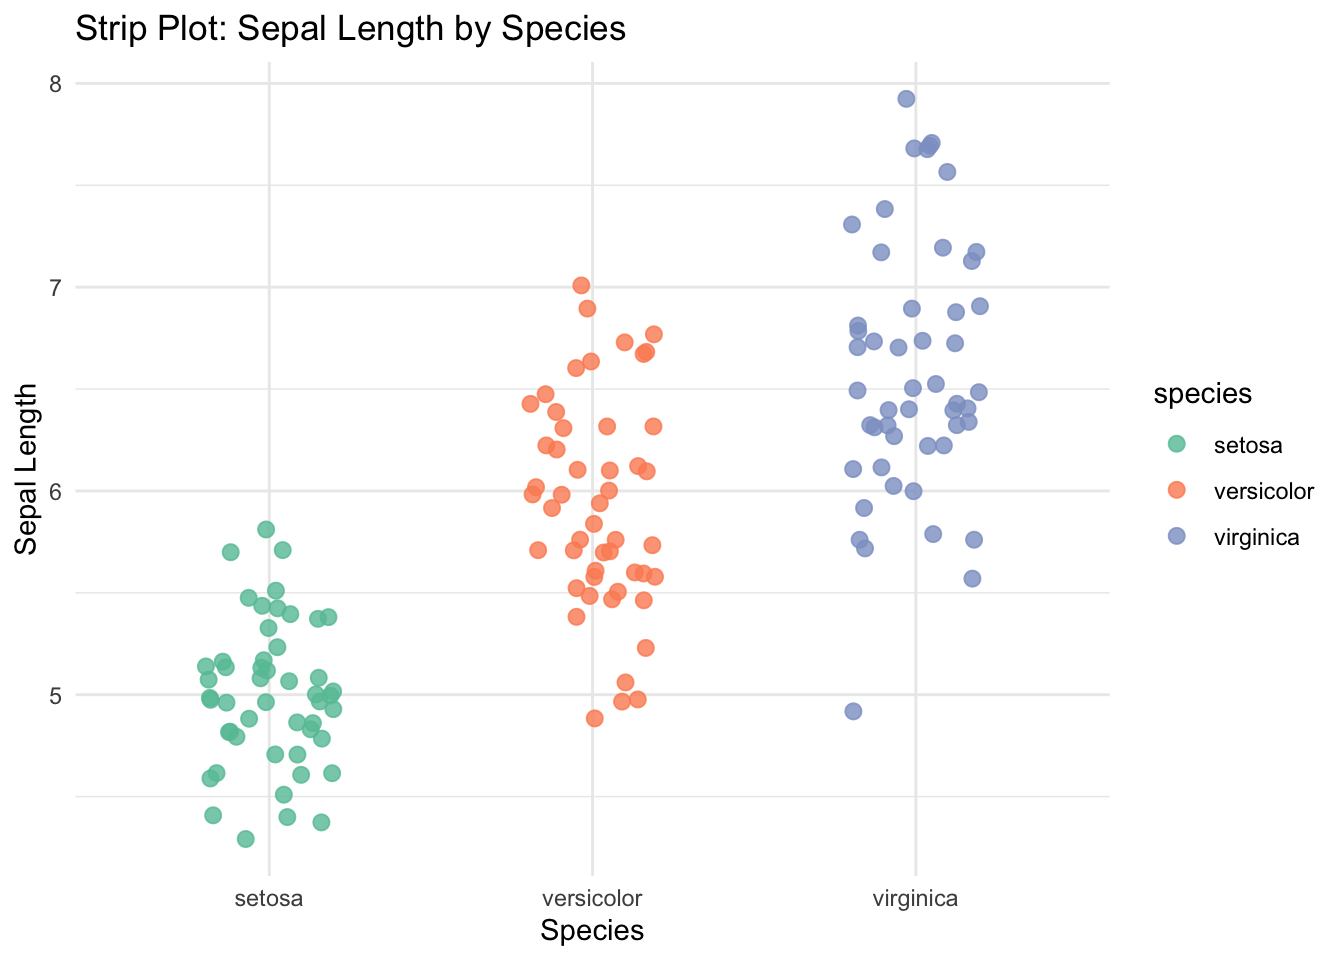 Strip Plot: Sepal Length by Species
8
7
6
5
Sepal Length
setosa
versicolor
virginica
Species
species
setosa
versicolor
virginica